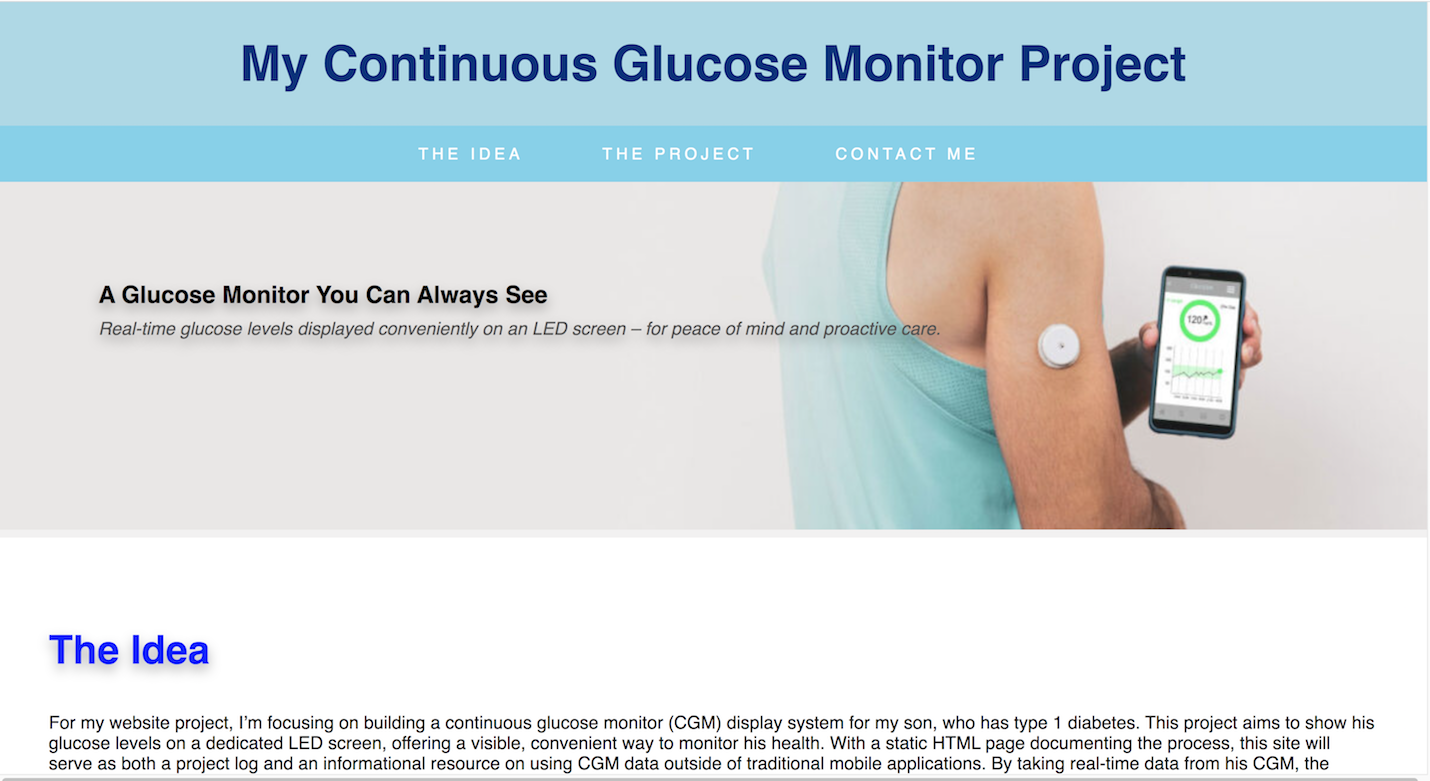 My Continuous Glucose Monitor Project
THE IDEA THE PROJECT CONTACT ME
A Glucose Monitor You Can Always See
Real-time glucose levels displayed conveniently on an LED screen – for peace of mind and proactive care.
120
The Idea
For my website project, I’m focusing on building a continuous glucose monitor (CGM) display system for my son, who has type 1 diabetes. This project aims to show his
glucose levels on a dedicated LED screen, offering a visible, convenient way to monitor his health. With a static HTML page documenting the process, this site will
serve as both a project log and an informational resource on using CGM data outside of traditional mobile applications. By taking real-time data from his CGM, the